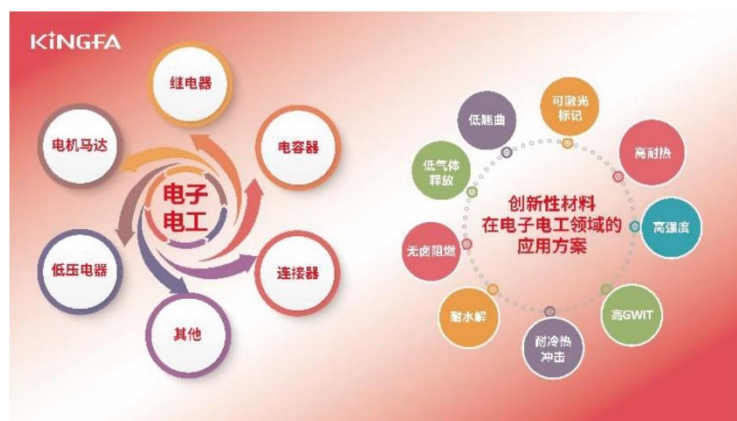 KINGFA
继电器
电机马达
电容器
电子
电工
低压电器
连接器
其他
可激光
标记
低翘曲
高耐热
低气体
释放
创新性材料
在电子电工领域的
应用方案
高强度
无卤阻燃
耐水解
高GWIT
耐冷热
冲击